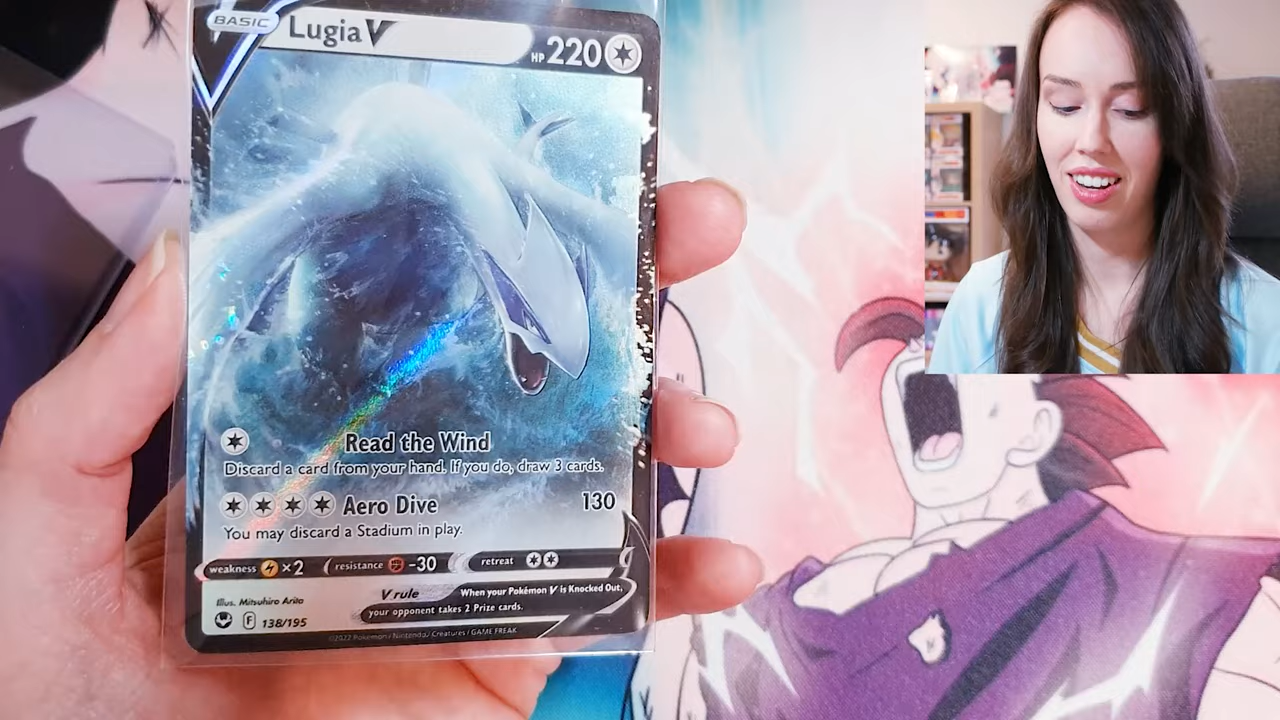 BASIC Lugia V HP 220
Read the Wind
Discard a card from your hand. If you do, draw 3 cards.
Aero Dive 130
You may discard a Stadium in play.
weakness ×2 resistance -30 retreat
V rule When your Pokémon V is Knocked Out,
your opponent takes 2 Prize cards.
Illus. Mitsuhiro Arita
F 138/195
©2022 Pokémon / Nintendo / Creatures / GAME FREAK